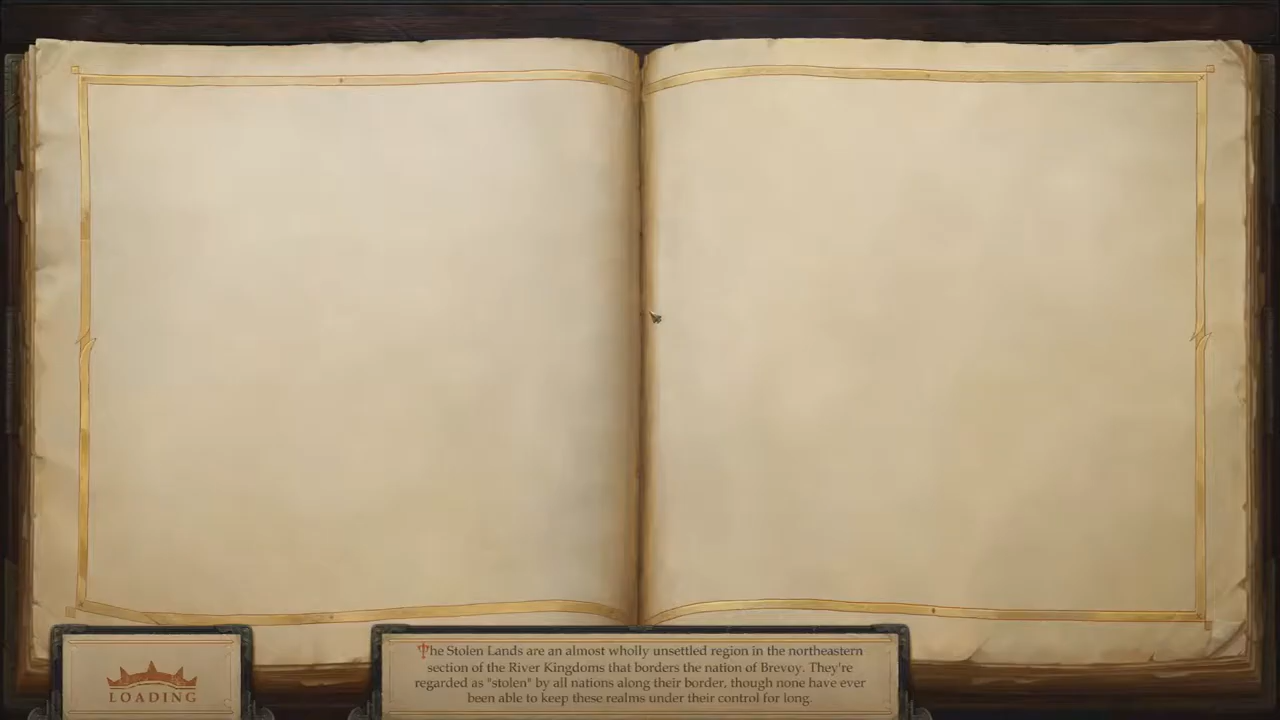 LOADING
The Stolen Lands are an almost wholly unsettled region in the northeastern
section of the River Kingdoms that borders the nation of Brevoy. They're
regarded as "stolen" by all nations along their border, though none have ever
been able to keep these realms under their control for long.